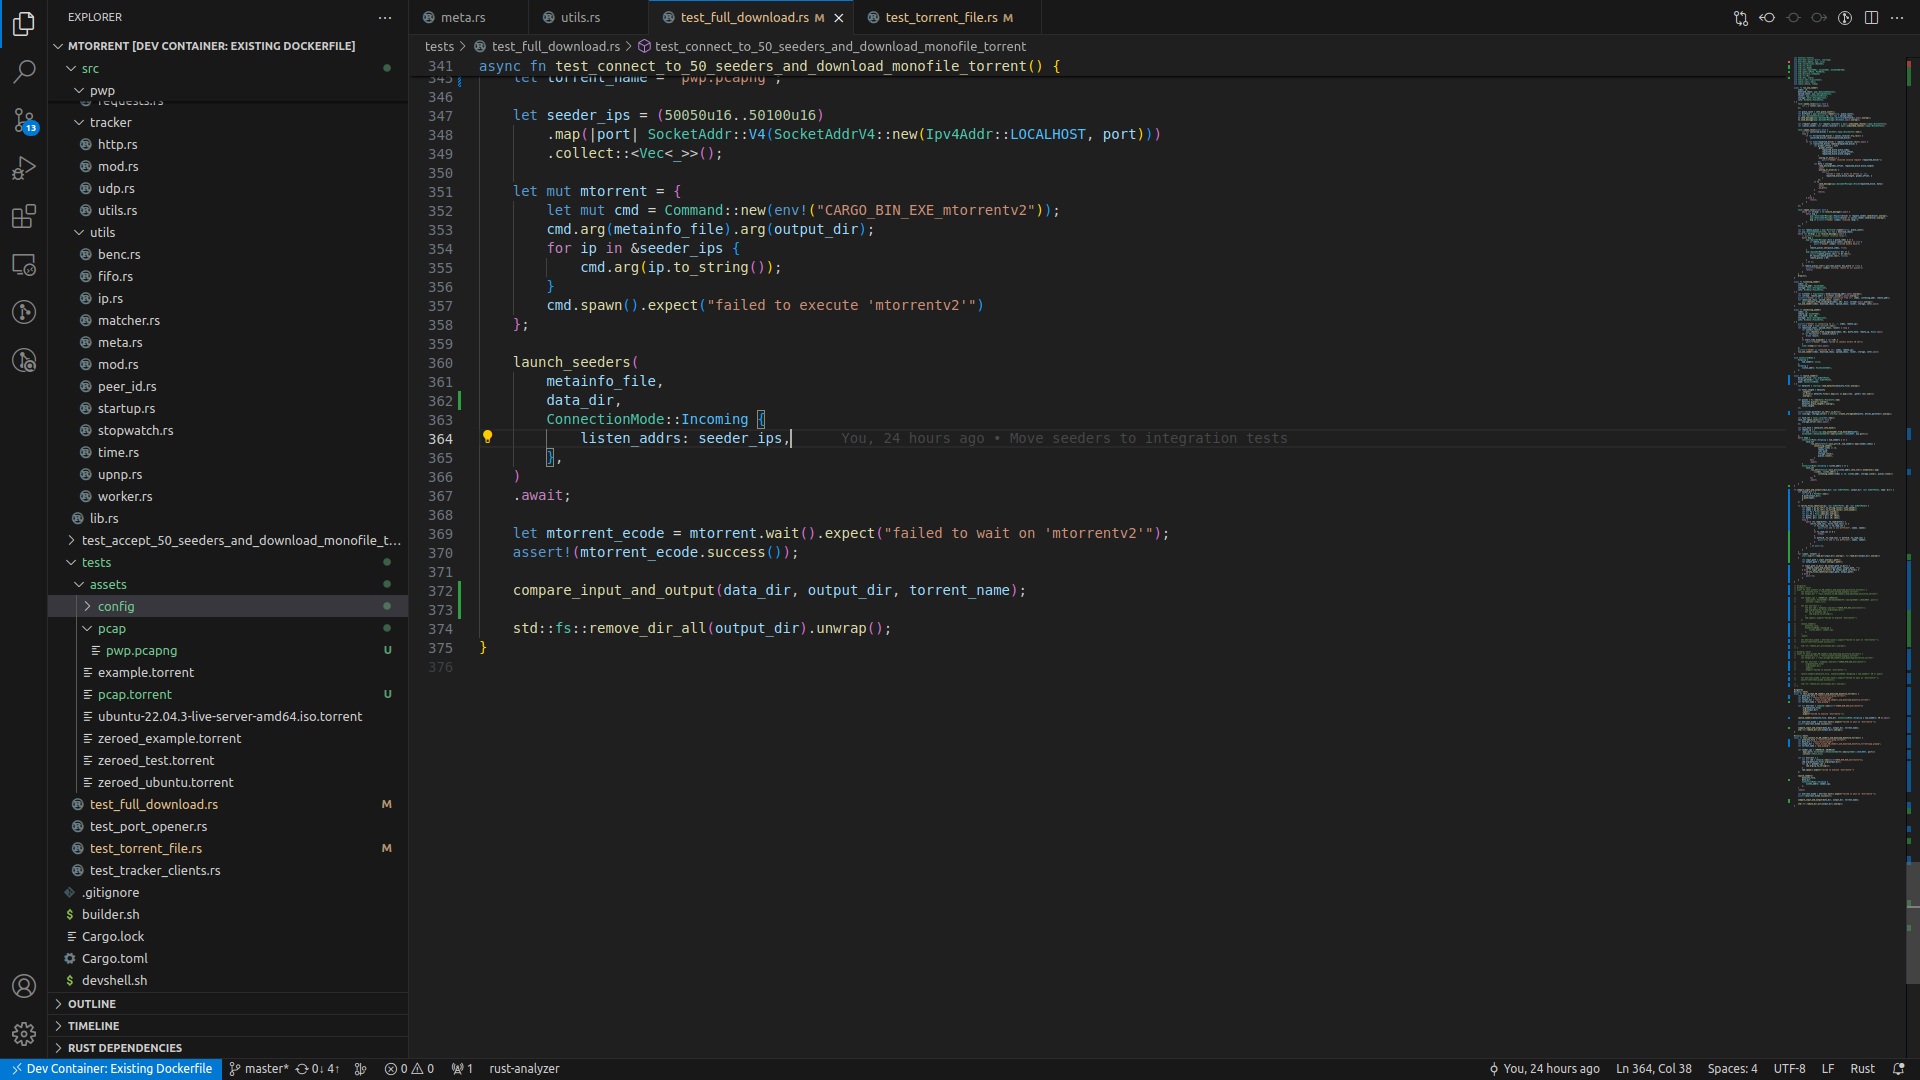 EXPLORER
MTORRENT [DEV CONTAINER: EXISTING DOCKERFILE]
src
pwp
requests.rs
tracker
http.rs
mod.rs
udp.rs
utils.rs
utils
benc.rs
fifo.rs
ip.rs
matcher.rs
meta.rs
mod.rs
peer_id.rs
startup.rs
stopwatch.rs
time.rs
upnp.rs
worker.rs
lib.rs
test_accept_50_seeders_and_download_monofile_t...
tests
assets
config
pcap
pwp.pcapng U
example.torrent
pcap.torrent U
ubuntu-22.04.3-live-server-amd64.iso.torrent
zeroed_example.torrent
zeroed_test.torrent
zeroed_ubuntu.torrent
test_full_download.rs M
test_port_opener.rs
test_torrent_file.rs M
test_tracker_clients.rs
.gitignore
builder.sh
Cargo.lock
Cargo.toml
devshell.sh
OUTLINE
TIMELINE
RUST DEPENDENCIES
13
meta.rs utils.rs test_full_download.rs M test_torrent_file.rs M
tests > test_full_download.rs > test_connect_to_50_seeders_and_download_monofile_torrent
341 async fn test_connect_to_50_seeders_and_download_monofile_torrent() {
345 let torrent_name = "pwp.pcapng";
346
347 let seeder_ips = (50050u16..50100u16)
348 .map(|port| SocketAddr::V4(SocketAddrV4::new(Ipv4Addr::LOCALHOST, port)))
349 .collect::<Vec<_>>();
350
351 let mut mtorrent = {
352 let mut cmd = Command::new(env!("CARGO_BIN_EXE_mtorrentv2"));
353 cmd.arg(metainfo_file).arg(output_dir);
354 for ip in &seeder_ips {
355 cmd.arg(ip.to_string());
356 }
357 cmd.spawn().expect("failed to execute 'mtorrentv2'")
358 };
359
360 launch_seeders(
361 metainfo_file,
362 data_dir,
363 ConnectionMode::Incoming {
364 listen_addrs: seeder_ips, You, 24 hours ago • Move seeders to integration tests
365 },
366 )
367 .await;
368
369 let mtorrent_ecode = mtorrent.wait().expect("failed to wait on 'mtorrentv2'");
370 assert!(mtorrent_ecode.success());
371
372 compare_input_and_output(data_dir, output_dir, torrent_name);
373
374 std::fs::remove_dir_all(output_dir).unwrap();
375 }
376
Dev Container: Existing Dockerfile master* 0↓ 4↑ 0 0 1 rust-analyzer You, 24 hours ago Ln 364, Col 38 Spaces: 4 UTF-8 LF Rust